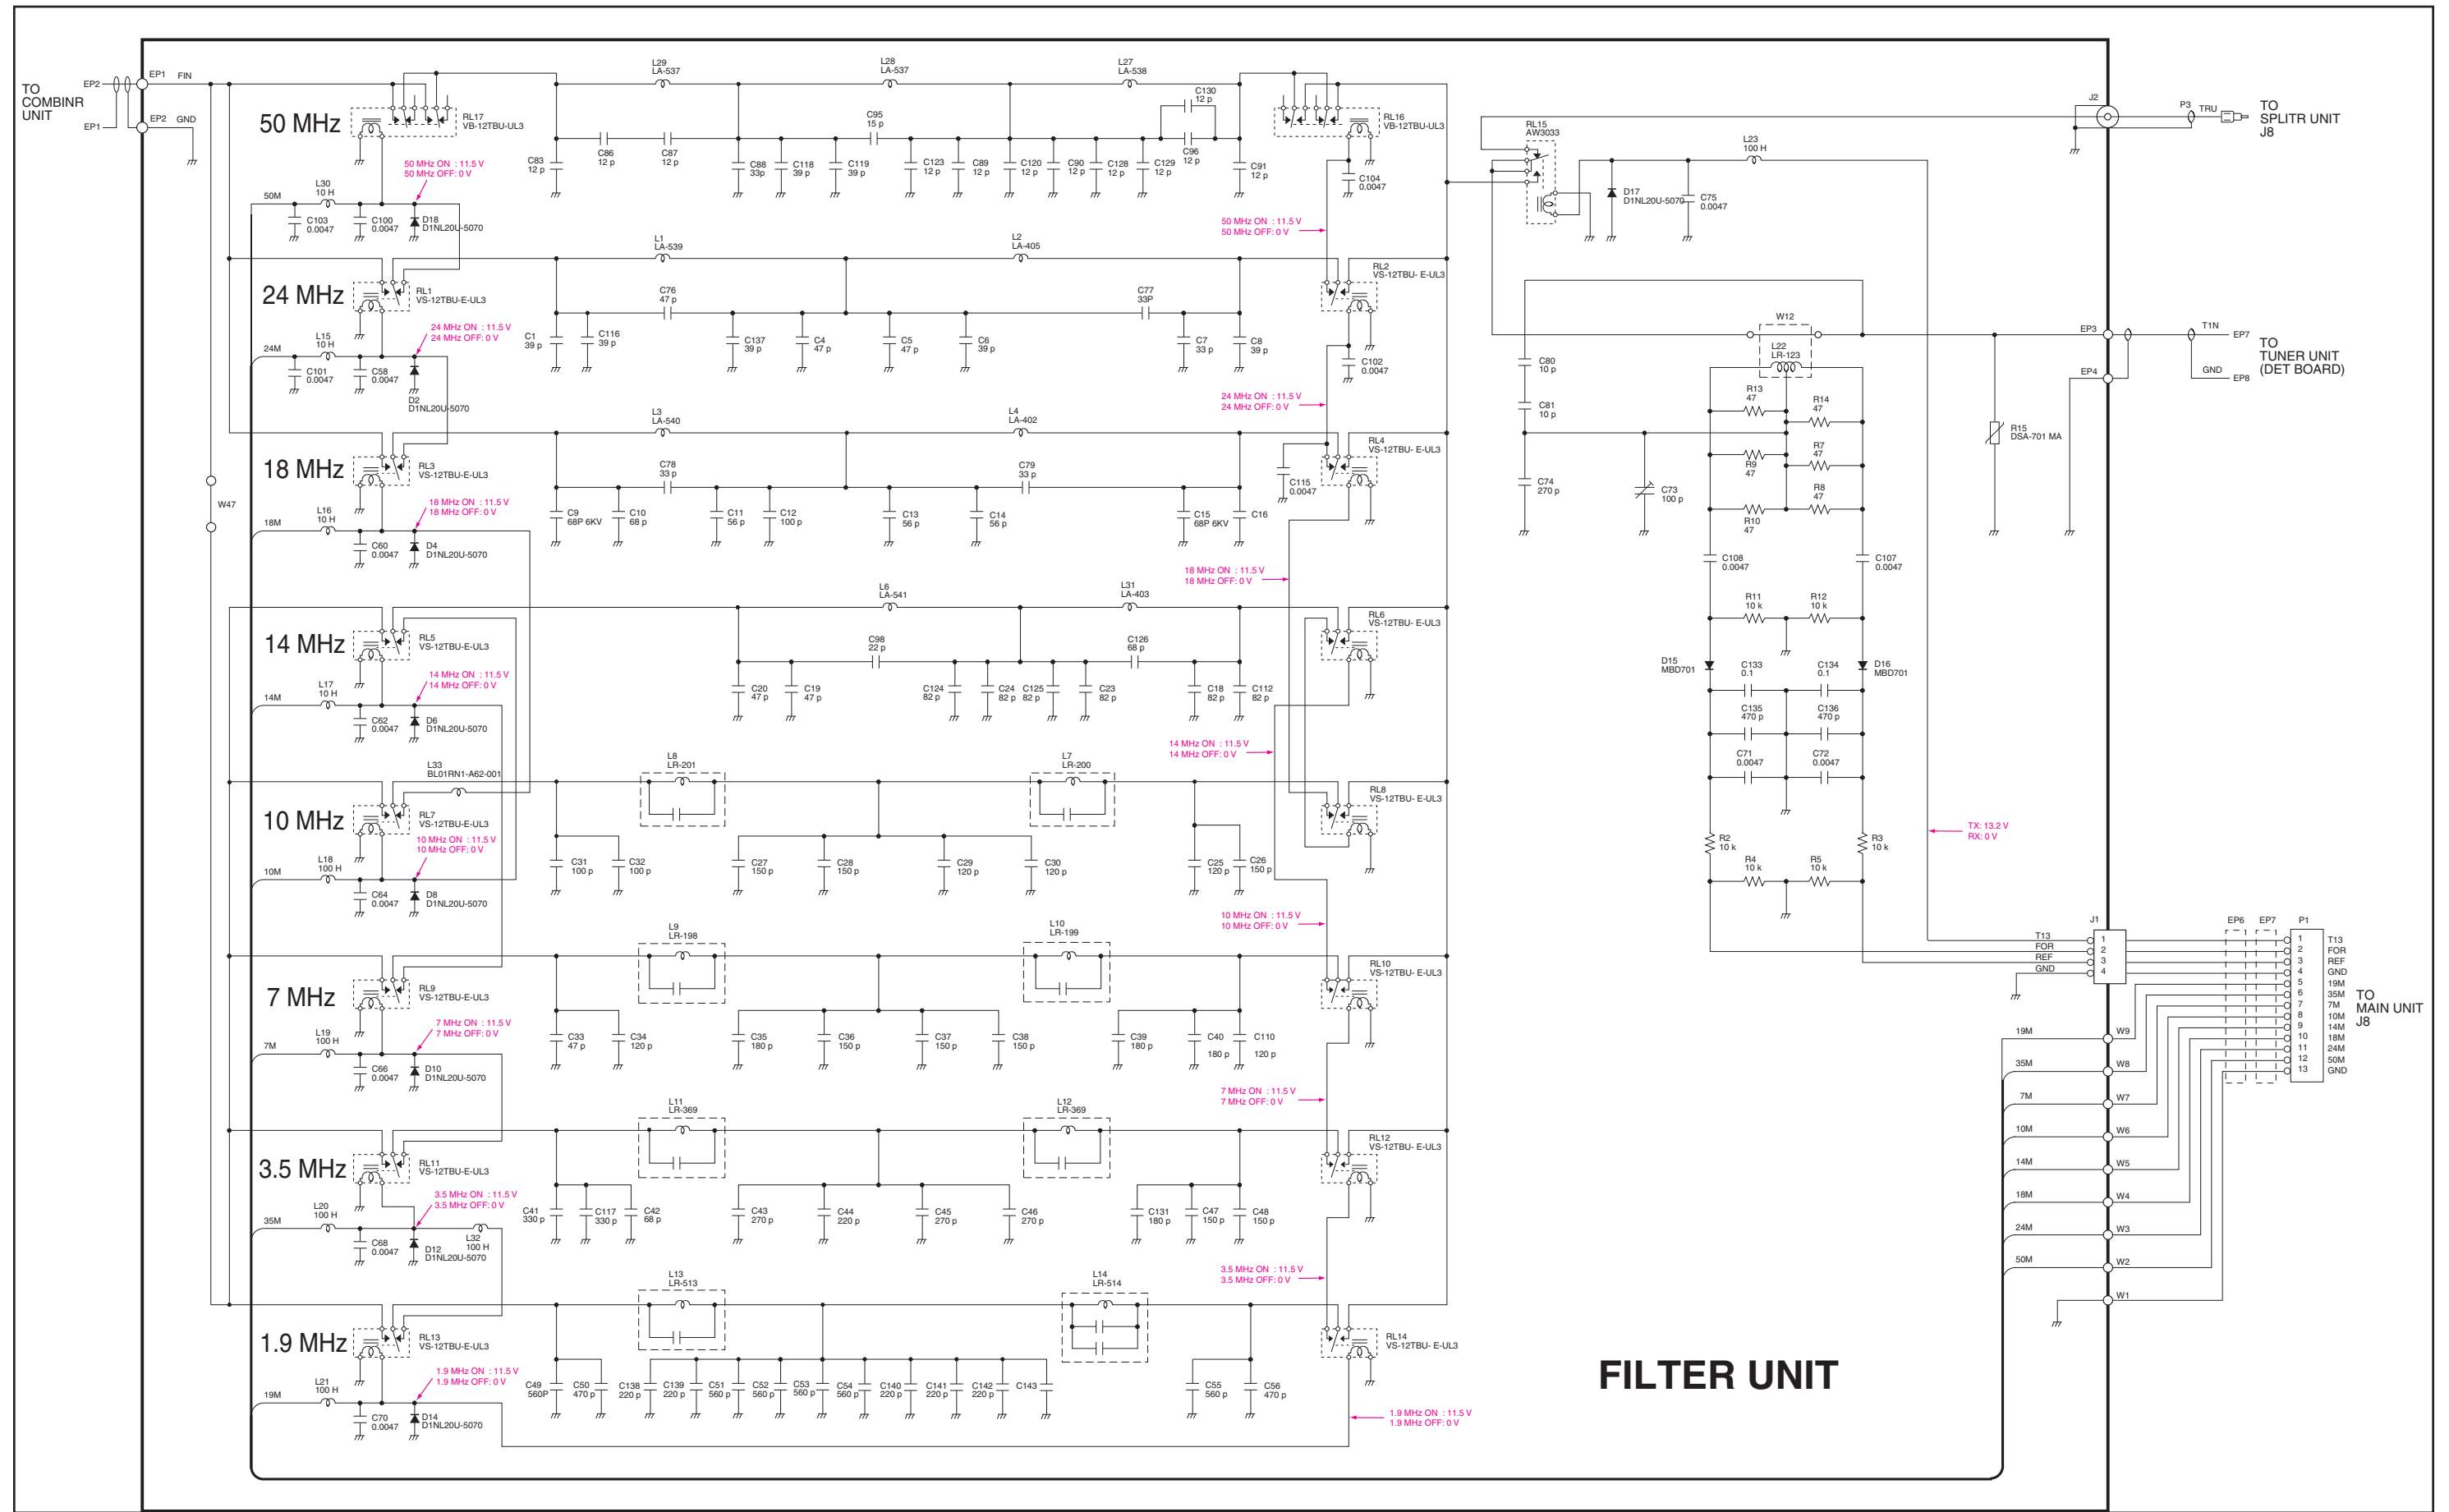 TO
COMBINR
UNIT
EP2
EP1
EP1 FIN
EP2 GND
50 MHz
RL17
VB-12TBU-UL3
50 MHz ON : 11.5 V
50 MHz OFF: 0 V
50M
L30
10 H
C103
0.0047
C100
0.0047
D18
D1NL20U-5070
L29
LA-537
L28
LA-537
L27
LA-538
C83
12 p
C86
12 p
C87
12 p
C88
33p
C118
39 p
C95
15 p
C119
39 p
C123
12 p
C89
12 p
C120
12 p
C90
12 p
C128
12 p
C129
12 p
C130
12 p
C96
12 p
C91
12 p
RL16
VB-12TBU-UL3
C104
0.0047
50 MHz ON : 11.5 V
50 MHz OFF: 0 V
24 MHz
RL1
VS-12TBU-E-UL3
24 MHz ON : 11.5 V
24 MHz OFF: 0 V
24M
L15
10 H
C101
0.0047
C58
0.0047
D2
D1NL20U-5070
L1
LA-539
L2
LA-405
C1
39 p
C116
39 p
C76
47 p
C137
39 p
C4
47 p
C5
47 p
C6
39 p
C77
33P
C7
33 p
C8
39 p
RL2
VS-12TBU- E-UL3
C102
0.0047
24 MHz ON : 11.5 V
24 MHz OFF: 0 V
18 MHz
RL3
VS-12TBU-E-UL3
18 MHz ON : 11.5 V
18 MHz OFF: 0 V
W47
18M
L16
10 H
C60
0.0047
D4
D1NL20U-5070
L3
LA-540
L4
LA-402
C9
68P 6KV
C10
68 p
C78
33 p
C11
56 p
C12
100 p
C13
56 p
C14
56 p
C79
33 p
C15
68P 6KV
C16
C115
0.0047
RL4
VS-12TBU- E-UL3
18 MHz ON : 11.5 V
18 MHz OFF: 0 V
14 MHz
RL5
VS-12TBU-E-UL3
14 MHz ON : 11.5 V
14 MHz OFF: 0 V
14M
L17
10 H
C62
0.0047
D6
D1NL20U-5070
L6
LA-541
L31
LA-403
C20
47 p
C19
47 p
C98
22 p
C124
82 p
C24
82 p
C125
82 p
C23
82 p
C126
68 p
C18
82 p
C112
82 p
RL6
VS-12TBU- E-UL3
14 MHz ON : 11.5 V
14 MHz OFF: 0 V
L33
BL01RN1-A62-001
10 MHz
RL7
VS-12TBU-E-UL3
10 MHz ON : 11.5 V
10 MHz OFF: 0 V
10M
L18
100 H
C64
0.0047
D8
D1NL20U-5070
L8
LR-201
L7
LR-200
C31
100 p
C32
100 p
C27
150 p
C28
150 p
C29
120 p
C30
120 p
C25
120 p
C26
150 p
RL8
VS-12TBU- E-UL3
10 MHz ON : 11.5 V
10 MHz OFF: 0 V
7 MHz
RL9
VS-12TBU-E-UL3
7 MHz ON : 11.5 V
7 MHz OFF: 0 V
7M
L19
100 H
C66
0.0047
D10
D1NL20U-5070
L9
LR-198
L10
LR-199
C33
47 p
C34
120 p
C35
180 p
C36
150 p
C37
150 p
C38
150 p
C39
180 p
C40
180 p
C110
120 p
RL10
VS-12TBU- E-UL3
7 MHz ON : 11.5 V
7 MHz OFF: 0 V
3.5 MHz
RL11
VS-12TBU-E-UL3
3.5 MHz ON : 11.5 V
3.5 MHz OFF: 0 V
35M
L20
100 H
C68
0.0047
D12
D1NL20U-5070
L32
100 H
L11
LR-369
L12
LR-369
C41
330 p
C117
330 p
C42
68 p
C43
270 p
C44
220 p
C45
270 p
C46
270 p
C131
180 p
C47
150 p
C48
150 p
RL12
VS-12TBU- E-UL3
3.5 MHz ON : 11.5 V
3.5 MHz OFF: 0 V
1.9 MHz
RL13
VS-12TBU-E-UL3
1.9 MHz ON : 11.5 V
1.9 MHz OFF: 0 V
19M
L21
100 H
C70
0.0047
D14
D1NL20U-5070
L13
LR-513
L14
LR-514
C49
560P
C50
470 p
C138
220 p
C139
220 p
C51
560 p
C52
560 p
C53
560 p
C54
560 p
C140
220 p
C141
220 p
C142
220 p
C143
C55
560 p
C56
470 p
RL14
VS-12TBU- E-UL3
1.9 MHz ON : 11.5 V
1.9 MHz OFF: 0 V
RL15
AW3033
D17
D1NL20U-5070
C75
0.0047
L23
100 H
J2
P3 TRU
TO
SPLITR UNIT
J8
W12
L22
LR-123
C80
10 p
C81
10 p
C74
270 p
C73
100 p
R13
47
R14
47
R9
47
R7
47
R10
47
R8
47
C108
0.0047
C107
0.0047
R11
10 k
R12
10 k
D15
MBD701
D16
MBD701
C133
0.1
C134
0.1
C135
470 p
C136
470 p
C71
0.0047
C72
0.0047
R2
10 k
R3
10 k
R4
10 k
R5
10 k
R15
DSA-701 MA
EP3
T1N
EP7
EP4
GND
EP8
TO
TUNER UNIT
(DET BOARD)
TX: 13.2 V
RX: 0 V
J1
T13 1
FOR 2
REF 3
GND 4
EP6 EP7 P1
1 T13
2 FOR
3 REF
4 GND
5 19M
6 35M
7 7M
8 10M
9 14M
10 18M
11 24M
12 50M
13 GND
TO
MAIN UNIT
J8
19M W9
35M W8
7M W7
10M W6
14M W5
18M W4
24M W3
50M W2
W1
FILTER UNIT